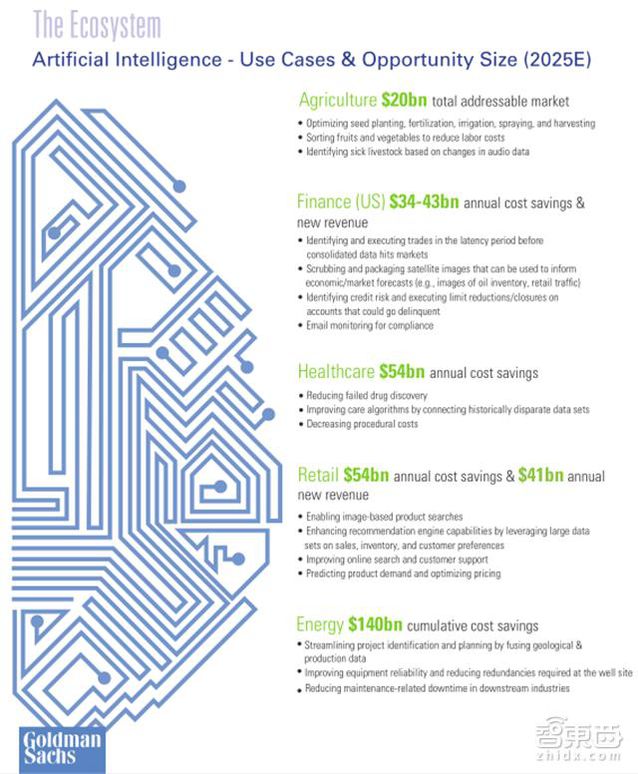 The Ecosystem
Artificial Intelligence - Use Cases & Opportunity Size (2025E)
Agriculture $20bn total addressable market
• Optimizing seed planting, fertilization, irrigation, spraying, and harvesting
• Sorting fruits and vegetables to reduce labor costs
• Identifying sick livestock based on changes in audio data
Finance (US) $34-43bn annual cost savings &
new revenue
• Identifying and executing trades in the latency period before
consolidated data hits markets
• Scrubbing and packaging satellite images that can be used to inform
economic/market forecasts (e.g., images of oil inventory, retail traffic)
• Identifying credit risk and executing limit reductions/closures on
accounts that could go delinquent
• Email monitoring for compliance
Healthcare $54bn annual cost savings
• Reducing failed drug discovery
• Improving care algorithms by connecting historically disparate data sets
• Decreasing procedural costs
Retail $54bn annual cost savings & $41bn annual
new revenue
• Enabling image-based product searches
• Enhancing recommendation engine capabilities by leveraging large data
sets on sales, inventory, and customer preferences
• Improving online search and customer support
• Predicting product demand and optimizing pricing
Energy $140bn cumulative cost savings
• Streamlining project identification and planning by fusing geological &
production data
• Improving equipment reliability and reducing redundancies required at the well site
• Reducing maintenance-related downtime in downstream industries
Goldman
Sachs
智東西
zhidx.com